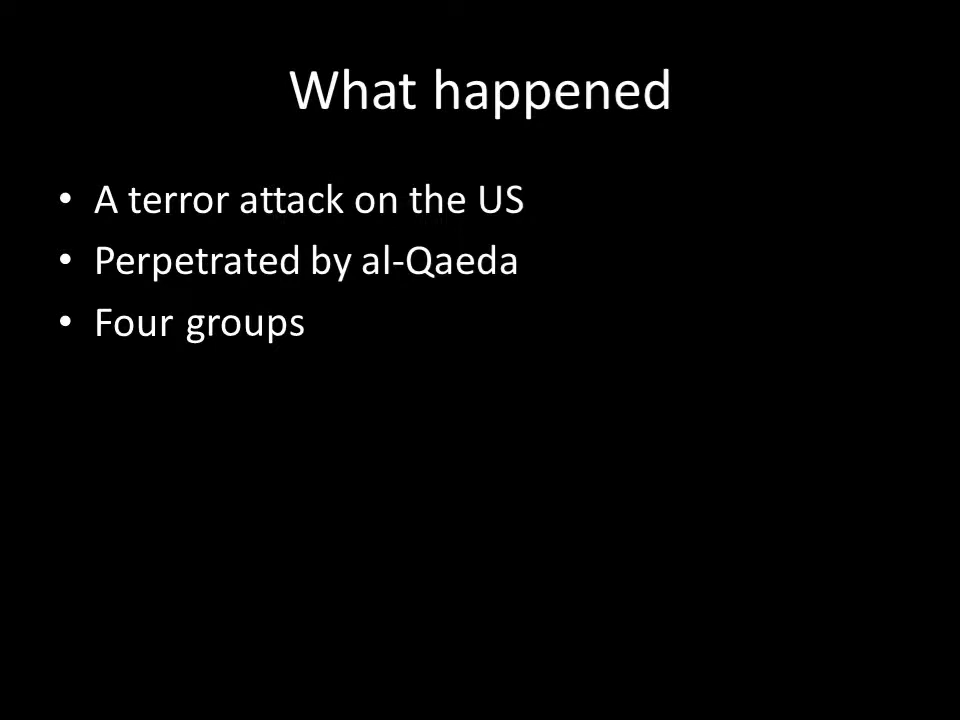 What happened
• A terror attack on the US
• Perpetrated by al-Qaeda
• Four groups